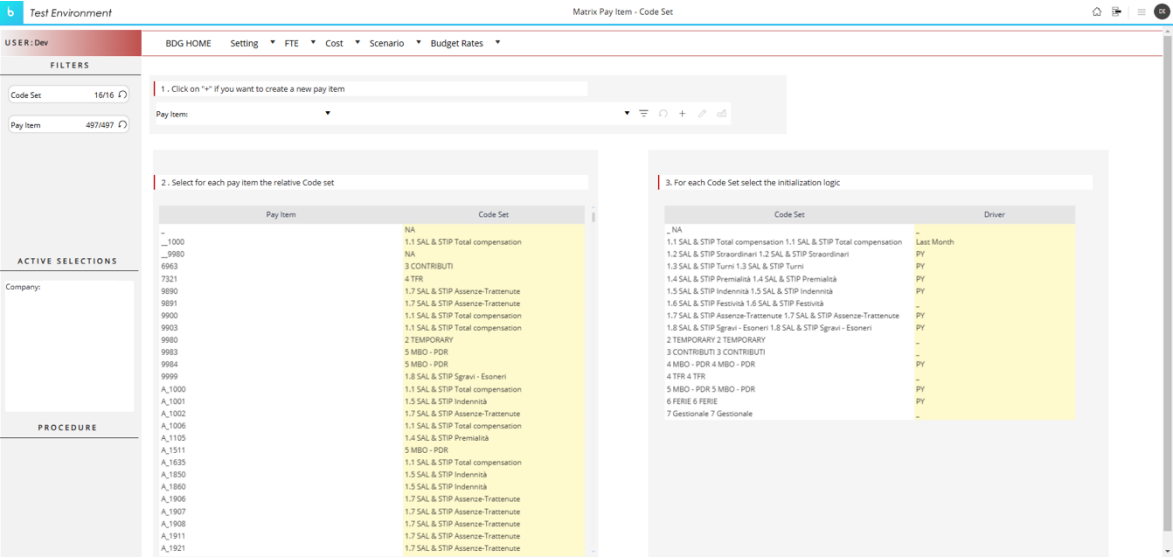 b Test Environment
Matrix Pay Item - Code Set
DE
USER: Dev
BDG HOME Setting FTE Cost Scenario Budget Rates
FILTERS
Code Set 16/16
Pay Item 497/497
ACTIVE SELECTIONS
Company:
PROCEDURE
1 . Click on "+" if you want to create a new pay item
Pay Item:
2 . Select for each pay item the relative Code set
Pay Item Code Set
_ NA
__1000 1.1 SAL & STIP Total compensation
__9980 NA
6963 3 CONTRIBUTI
7321 4 TFR
9890 1.7 SAL & STIP Assenze-Trattenute
9891 1.7 SAL & STIP Assenze-Trattenute
9900 1.1 SAL & STIP Total compensation
9903 1.1 SAL & STIP Total compensation
9980 2 TEMPORARY
9983 5 MBO - PDR
9984 5 MBO - PDR
9999 1.8 SAL & STIP Sgravi - Esoneri
A_1000 1.1 SAL & STIP Total compensation
A_1001 1.5 SAL & STIP Indennità
A_1002 1.7 SAL & STIP Assenze-Trattenute
A_1006 1.1 SAL & STIP Total compensation
A_1105 1.4 SAL & STIP Premialità
A_1511 5 MBO - PDR
A_1635 1.1 SAL & STIP Total compensation
A_1850 1.5 SAL & STIP Indennità
A_1860 1.5 SAL & STIP Indennità
A_1906 1.7 SAL & STIP Assenze-Trattenute
A_1907 1.7 SAL & STIP Assenze-Trattenute
A_1908 1.7 SAL & STIP Assenze-Trattenute
A_1911 1.7 SAL & STIP Assenze-Trattenute
A_1921 1.7 SAL & STIP Assenze-Trattenute
3. For each Code Set select the initialization logic
Code Set Driver
_ NA _
1.1 SAL & STIP Total compensation 1.1 SAL & STIP Total compensation Last Month
1.2 SAL & STIP Straordinari 1.2 SAL & STIP Straordinari PY
1.3 SAL & STIP Turni 1.3 SAL & STIP Turni PY
1.4 SAL & STIP Premialità 1.4 SAL & STIP Premialità PY
1.5 SAL & STIP Indennità 1.5 SAL & STIP Indennità PY
1.6 SAL & STIP Festività 1.6 SAL & STIP Festività _
1.7 SAL & STIP Assenze-Trattenute 1.7 SAL & STIP Assenze-Trattenute PY
1.8 SAL & STIP Sgravi - Esoneri 1.8 SAL & STIP Sgravi - Esoneri PY
2 TEMPORARY 2 TEMPORARY _
3 CONTRIBUTI 3 CONTRIBUTI _
4 MBO - PDR 4 MBO - PDR PY
4 TFR 4 TFR _
5 MBO - PDR 5 MBO - PDR PY
6 FERIE 6 FERIE PY
7 Gestionale 7 Gestionale _